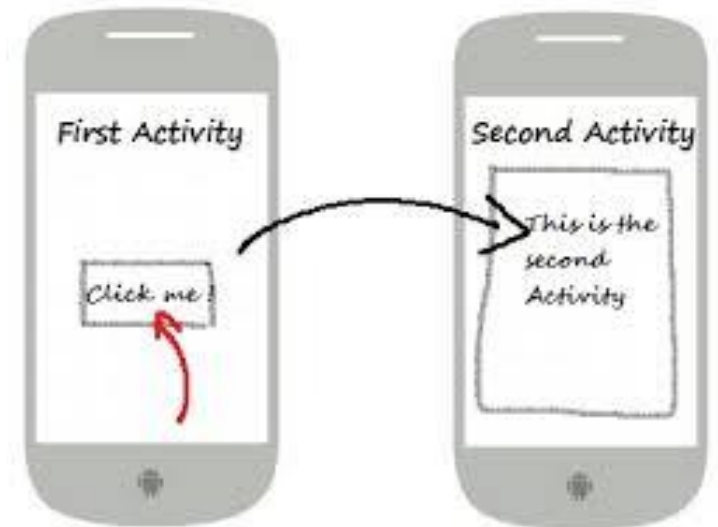 First Activity
Click me!
Second Activity
This is the
second
Activity